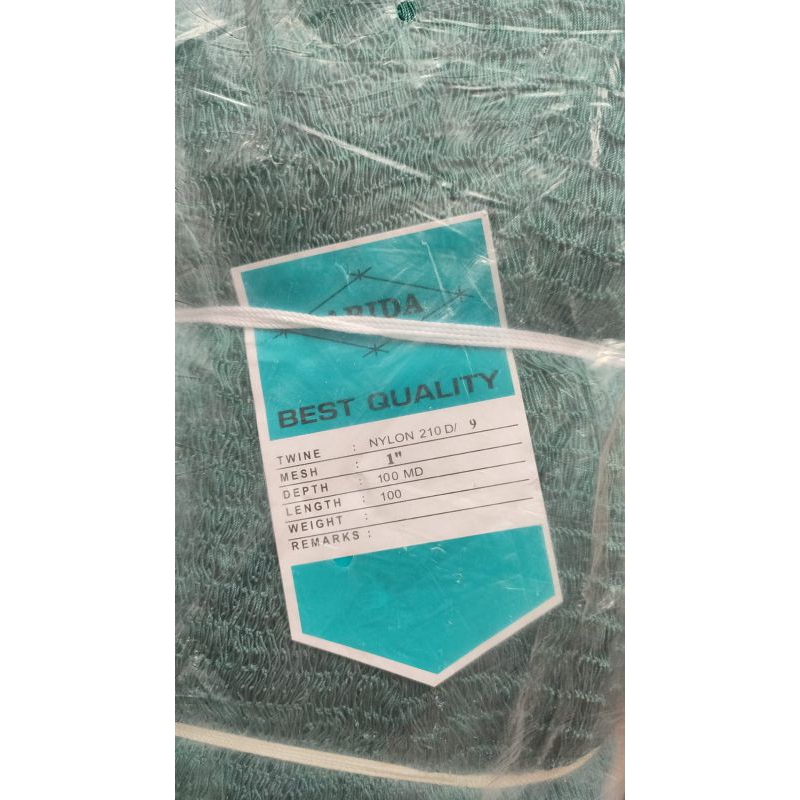 BEST QUALITY
TWINE : NYLON 210 D/ 9
MESH : 1"
DEPTH : 100 MD
LENGTH : 100
WEIGHT :
REMARKS :